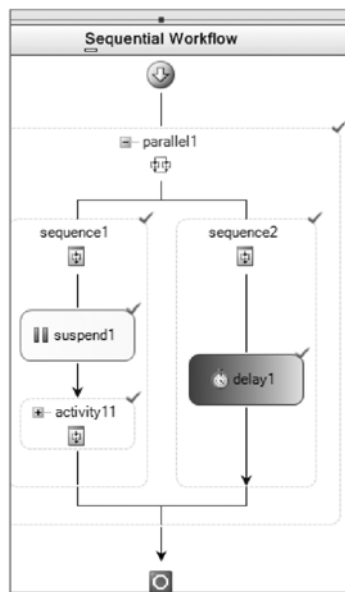 Sequential Workflow
parallel1
sequence1
sequence2
suspend1
delay1
activity11